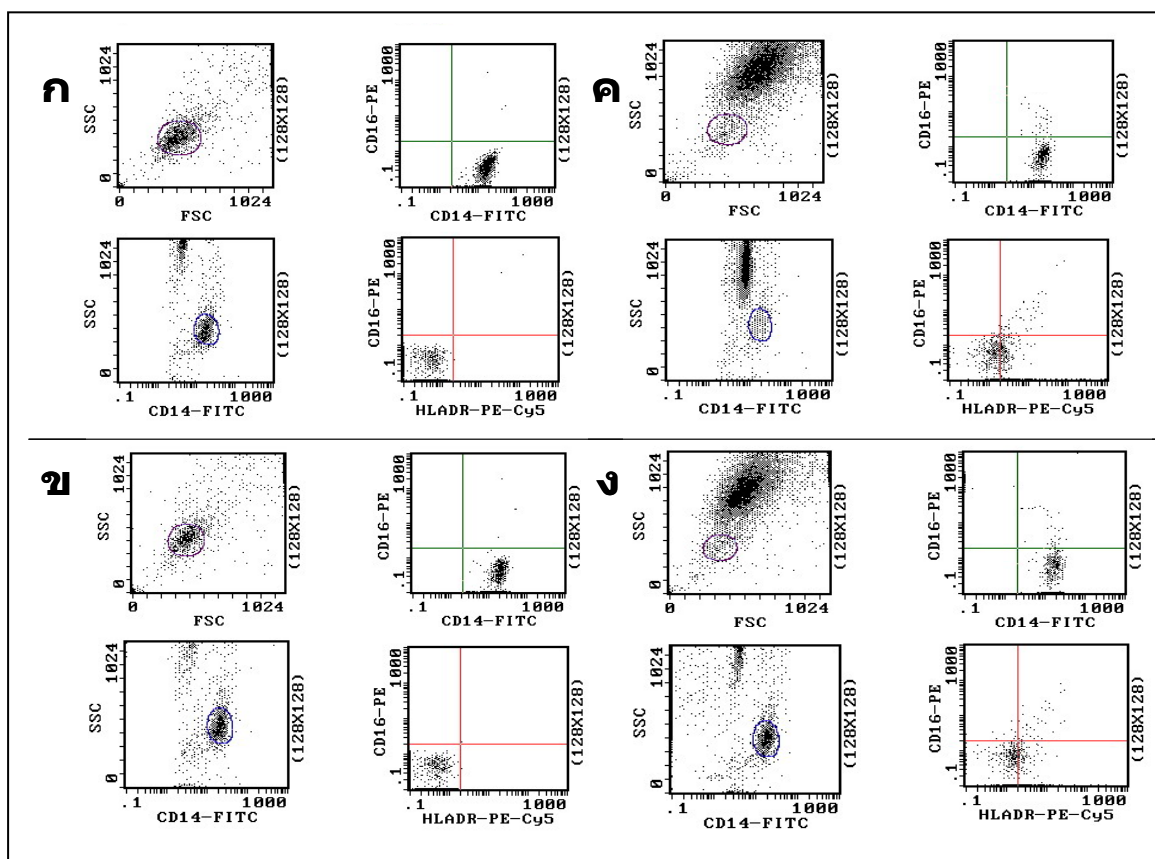 ก
1024
SSC
0
(128X128)
0
1024
FSC
1000
CD16-PE
.1
(128X128)
1000
CD14-FITC
1024
SSC
0
(128X128)
.1
1000
CD14-FITC
1000
CD16-PE
.1
(128X128)
.1
1000
HLADR-PE-Cy5
ค
1024
SSC
0
(128X128)
0
1024
FSC
1000
CD16-PE
.1
(128X128)
.1
1000
CD14-FITC
1024
SSC
0
(128X128)
.1
1000
CD14-FITC
1000
CD16-PE
.1
(128X128)
.1
1000
HLADR-PE-Cy5
ข
1024
SSC
0
(128X128)
0
1024
FSC
1000
CD16-PE
.1
(128X128)
.1
1000
CD14-FITC
1024
SSC
0
(128X128)
.1
1000
CD14-FITC
1000
CD16-PE
.1
(128X128)
.1
1000
HLADR-PE-Cy5
ง
1024
SSC
0
(128X128)
0
1024
FSC
1000
CD16-PE
.1
(128X128)
.1
1000
CD14-FITC
1024
SSC
0
(128X128)
.1
1000
CD14-FITC
1000
CD16-PE
.1
(128X128)
.1
1000
HLADR-PE-Cy5